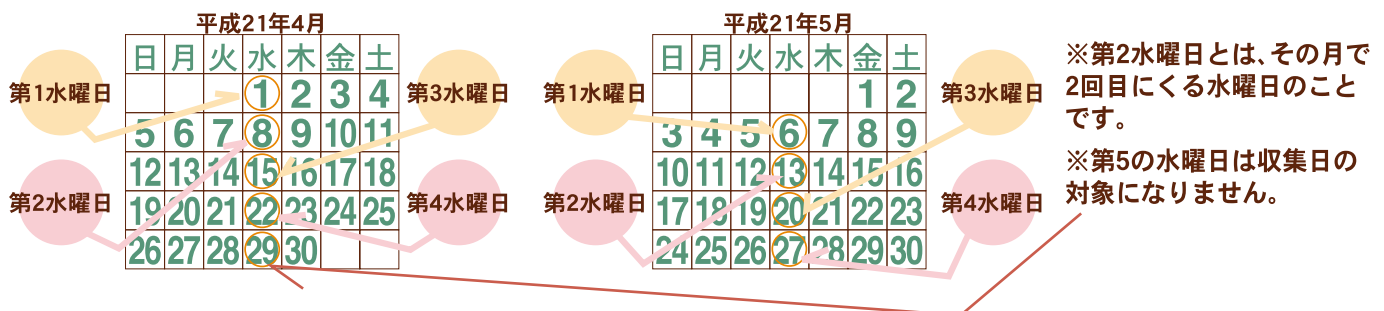 平成21年4月
日 月 火 水 木 金 土
1 2 3 4
5 6 7 8 9 10 11
12 13 14 15 16 17 18
19 20 21 22 23 24 25
26 27 28 29 30
第1水曜日
第2水曜日
第3水曜日
第4水曜日
平成21年5月
日 月 火 水 木 金 土
1 2
3 4 5 6 7 8 9
10 11 12 13 14 15 16
17 18 19 20 21 22 23
24 25 26 27 28 29 30
第1水曜日
第2水曜日
第3水曜日
第4水曜日
※第2水曜日とは、その月で
2回目にくる水曜日のこと
です。
※第5の水曜日は収集日の
対象になりません。